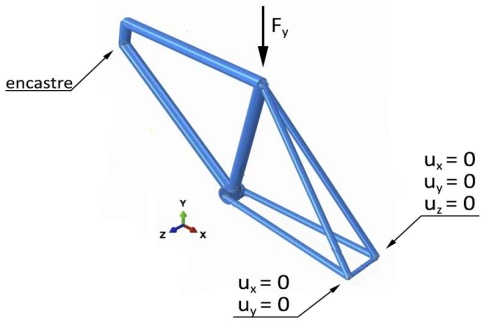 Fy
encastre
ux = 0
uy = 0
uz = 0
Y
Z X
ux = 0
uy = 0